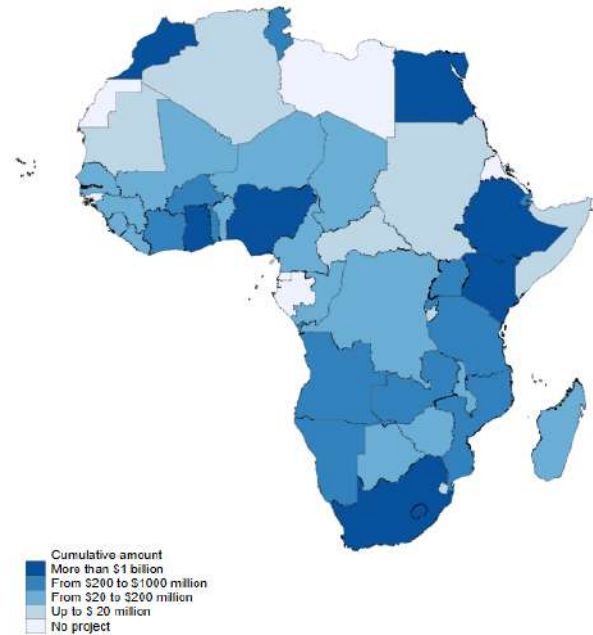 Cumulative amount
More than $1 billion
From $200 to $1000 million
From $20 to $200 million
Up to $ 20 million
No project